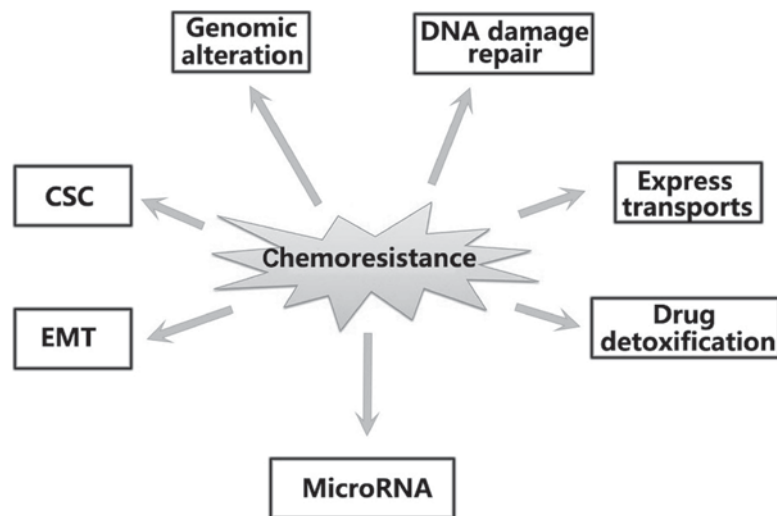 Genomic
alteration
DNA damage
repair
CSC
Express
transports
Chemoresistance
EMT
Drug
detoxification
MicroRNA